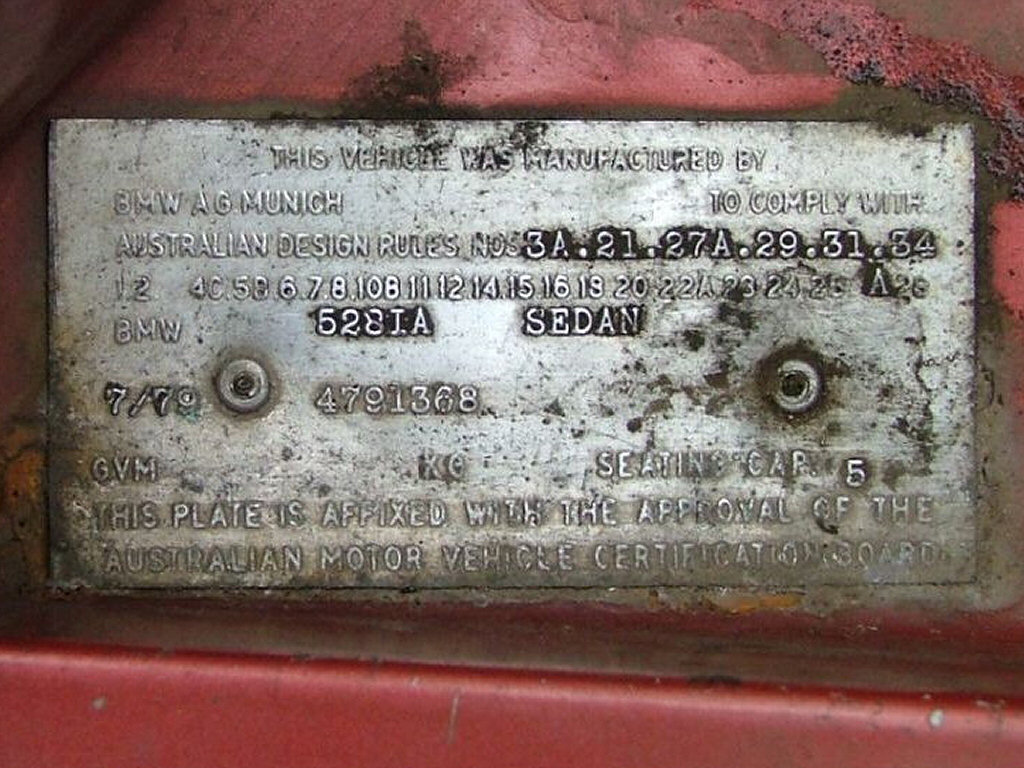 THIS VEHICLE WAS MANUFACTURED BY
BMW AG MUNICH TO COMPLY WITH
AUSTRALIAN DESIGN RULES NOS 3A.21.27A.29.31.34
1.2 4C.5B.6.7.8.10B.11.12.14.15.16.18.20.22A.23.24.25 A 26
BMW 528IA SEDAN
7/79 4791368
GVM KG SEATING CAP. 5
THIS PLATE IS AFFIXED WITH THE APPROVAL OF THE
AUSTRALIAN MOTOR VEHICLE CERTIFICATION BOARD